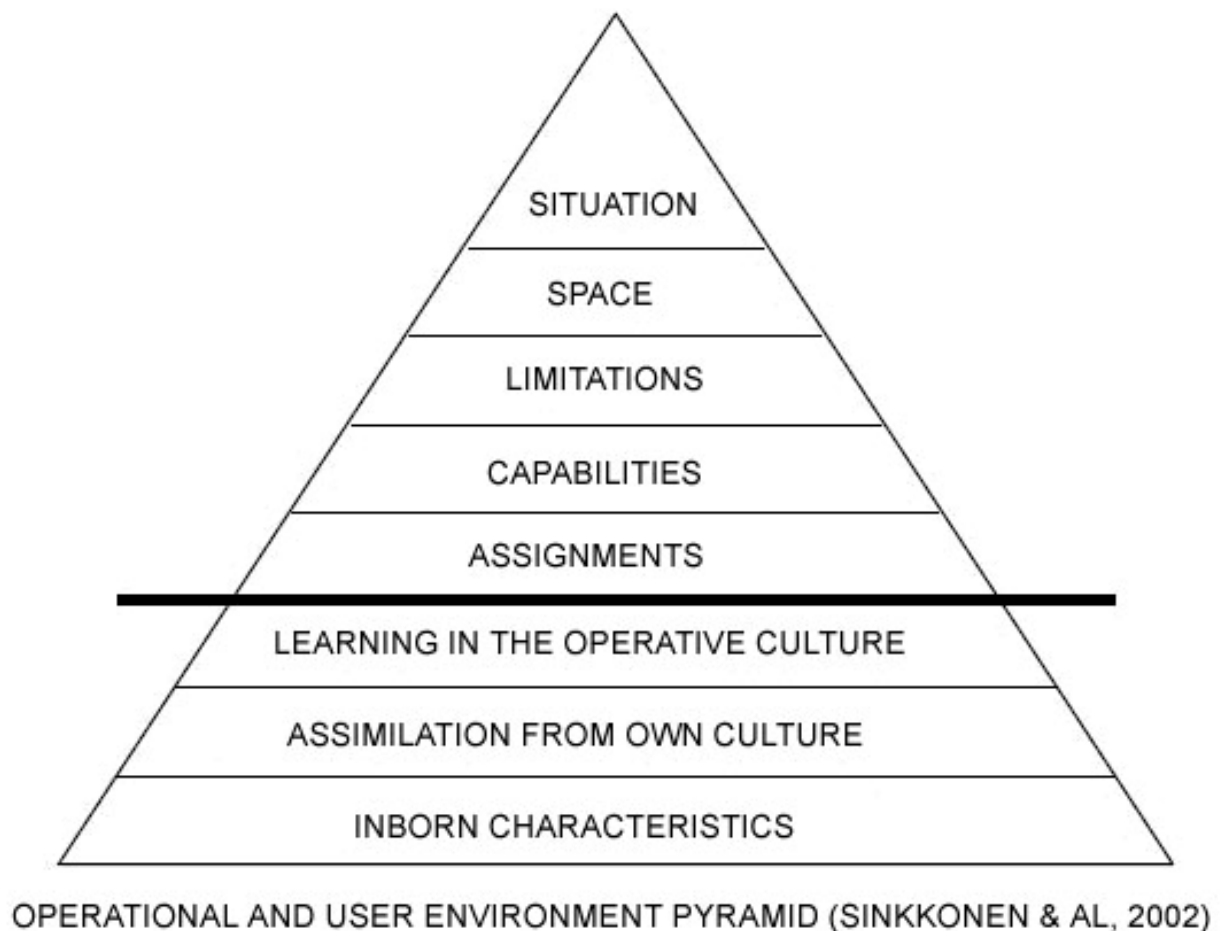 SITUATION
SPACE
LIMITATIONS
CAPABILITIES
ASSIGNMENTS
LEARNING IN THE OPERATIVE CULTURE
ASSIMILATION FROM OWN CULTURE
INBORN CHARACTERISTICS
OPERATIONAL AND USER ENVIRONMENT PYRAMID (SINKKONEN & AL, 2002)